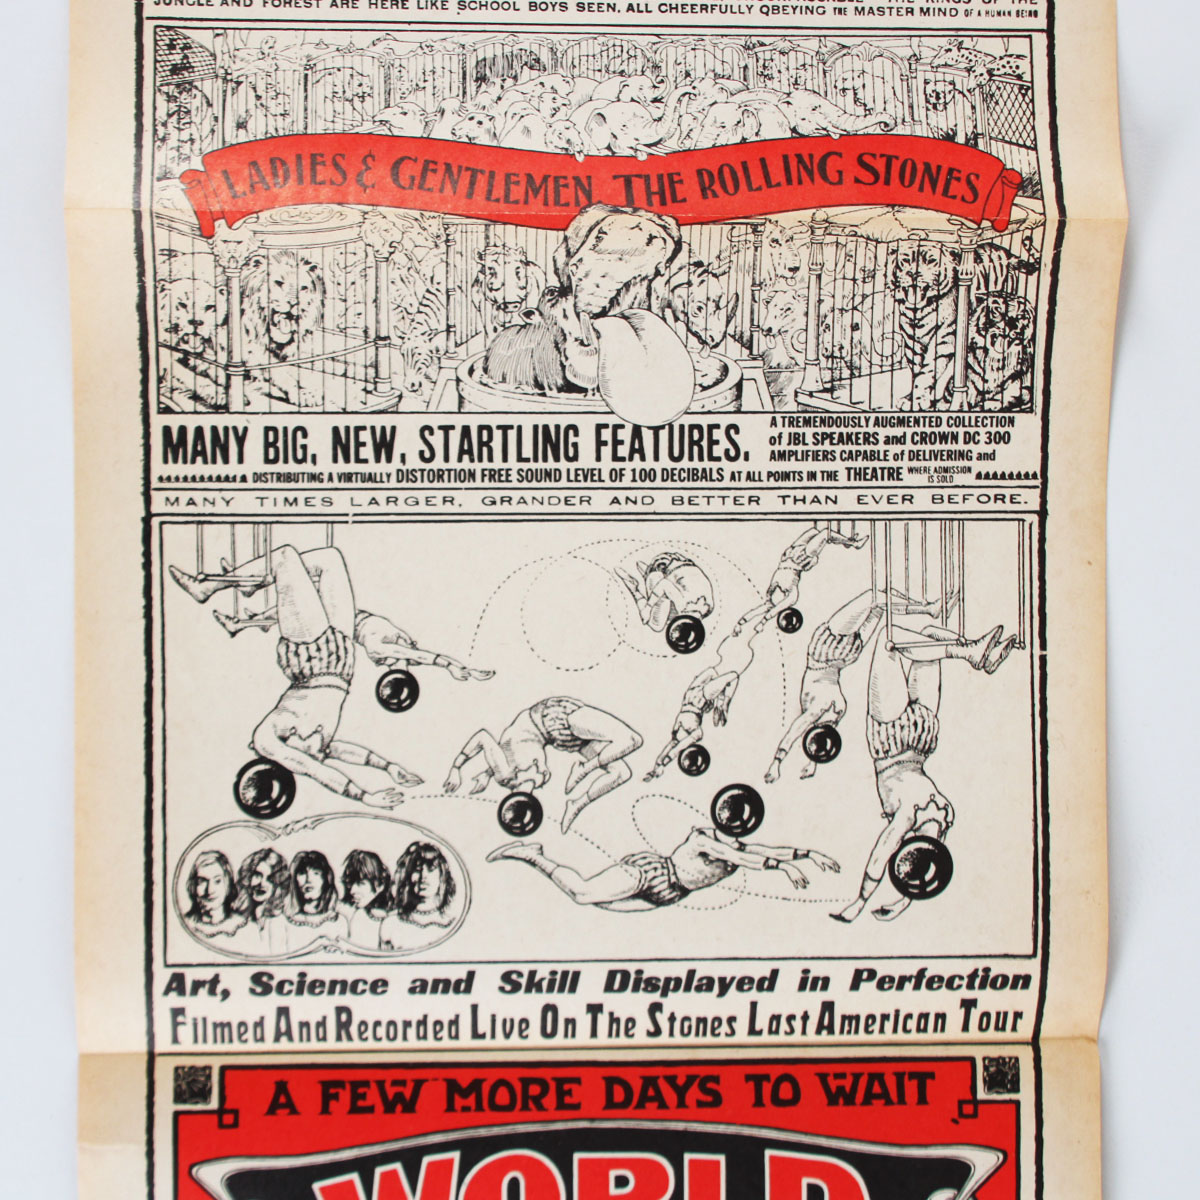 JUNGLE AND FOREST ARE HERE LIKE SCHOOL BOYS SEEN, ALL CHEERFULLY QBEYING THE MASTER MIND OF A HUMAN BEING
LADIES & GENTLEMEN THE ROLLING STONES
MANY BIG, NEW, STARTLING FEATURES.
A TREMENDOUSLY AUGMENTED COLLECTION
of JBL SPEAKERS and CROWN DC 300
AMPLIFIERS CAPABLE of DELIVERING and
DISTRIBUTING A VIRTUALLY DISTORTION FREE SOUND LEVEL OF 100 DECIBALS AT ALL POINTS IN THE THEATRE WHERE ADMISSION IS SOLD
MANY TIMES LARGER, GRANDER AND BETTER THAN EVER BEFORE.
Art, Science and Skill Displayed in Perfection
Filmed And Recorded Live On The Stones Last American Tour
A FEW MORE DAYS TO WAIT
WORLD